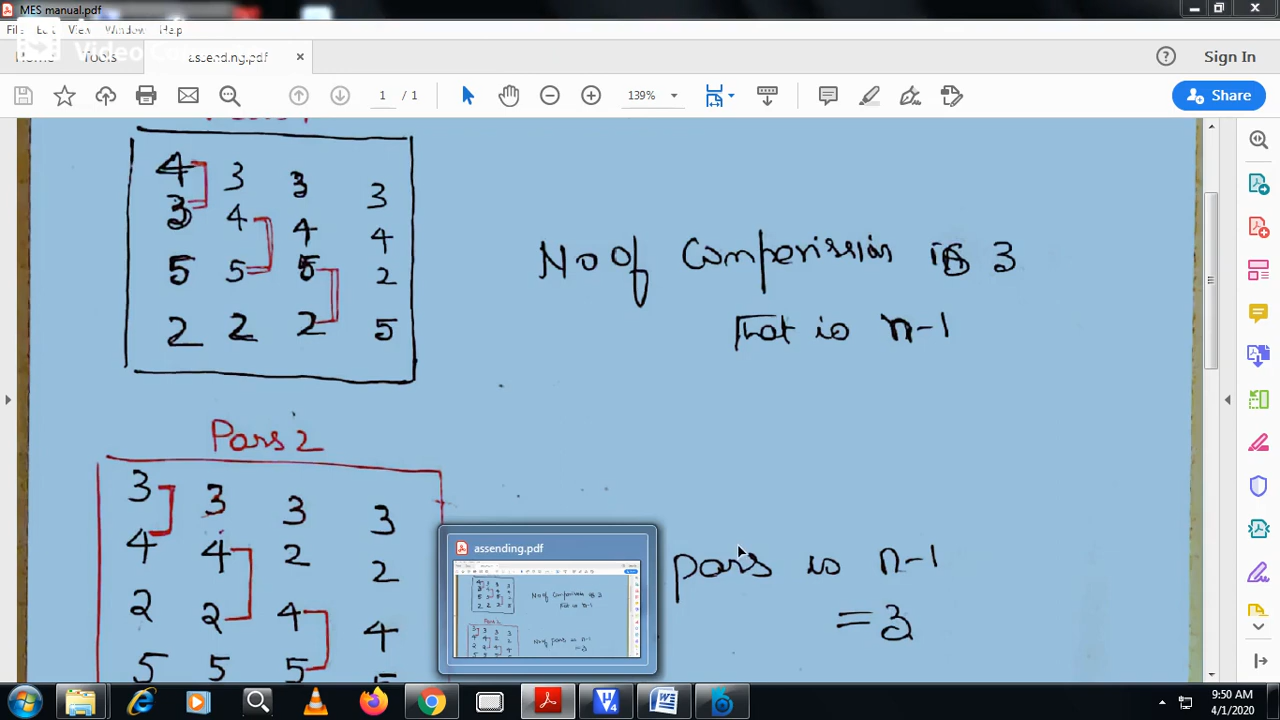 MES manual.pdf
File Edit View Window Help
Home Tools assending.pdf
Sign In
1 / 1
139%
Share
4 3 3 3
3 4 4 4
5 5 5 2
2 2 2 5
No of Comperission is 3
that is n-1
Pass 2
3 3 3 3
4 4 2 2
2 2 4 4
5 5 5 5
assending.pdf
pass is n-1
= 3
9:50 AM
4/1/2020